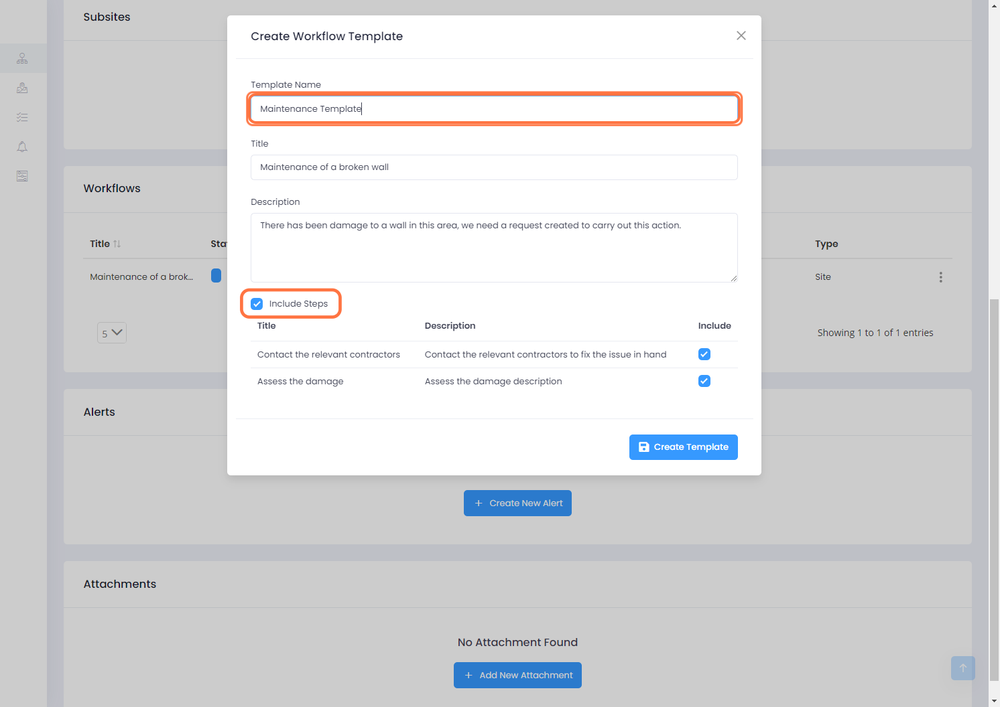 Subsites
Create Workflow Template
Template Name
Maintenance Template
Title
Maintenance of a broken wall
Description
There has been damage to a wall in this area, we need a request created to carry out this action.
Include Steps
Title Description Include
Contact the relevant contractors Contact the relevant contractors to fix the issue in hand
Assess the damage Assess the damage description
Create Template
Workflows
Title Sta Type
Maintenance of a brok... Site
5 Showing 1 to 1 of 1 entries
Alerts
+ Create New Alert
Attachments
No Attachment Found
+ Add New Attachment